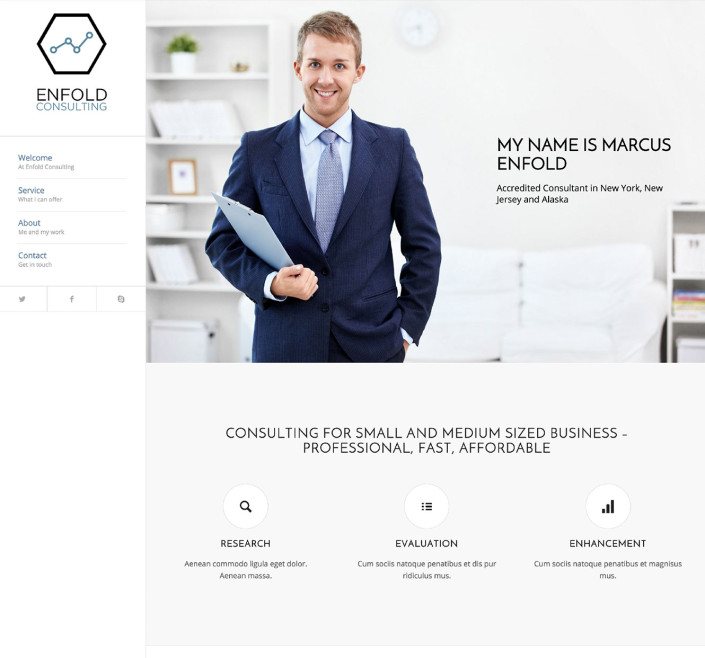 ENFOLD
CONSULTING
Welcome
At Enfold Consulting
Service
What I can offer
About
Me and my work
Contact
Get in touch
MY NAME IS MARCUS
ENFOLD
Accredited Consultant in New York, New
Jersey and Alaska
CONSULTING FOR SMALL AND MEDIUM SIZED BUSINESS –
PROFESSIONAL, FAST, AFFORDABLE
RESEARCH
Aenean commodo ligula eget dolor.
Aenean massa.
EVALUATION
Cum sociis natoque penatibus et dis pur
ridiculus mus.
ENHANCEMENT
Cum sociis natoque penatibus et magnisus
mus.